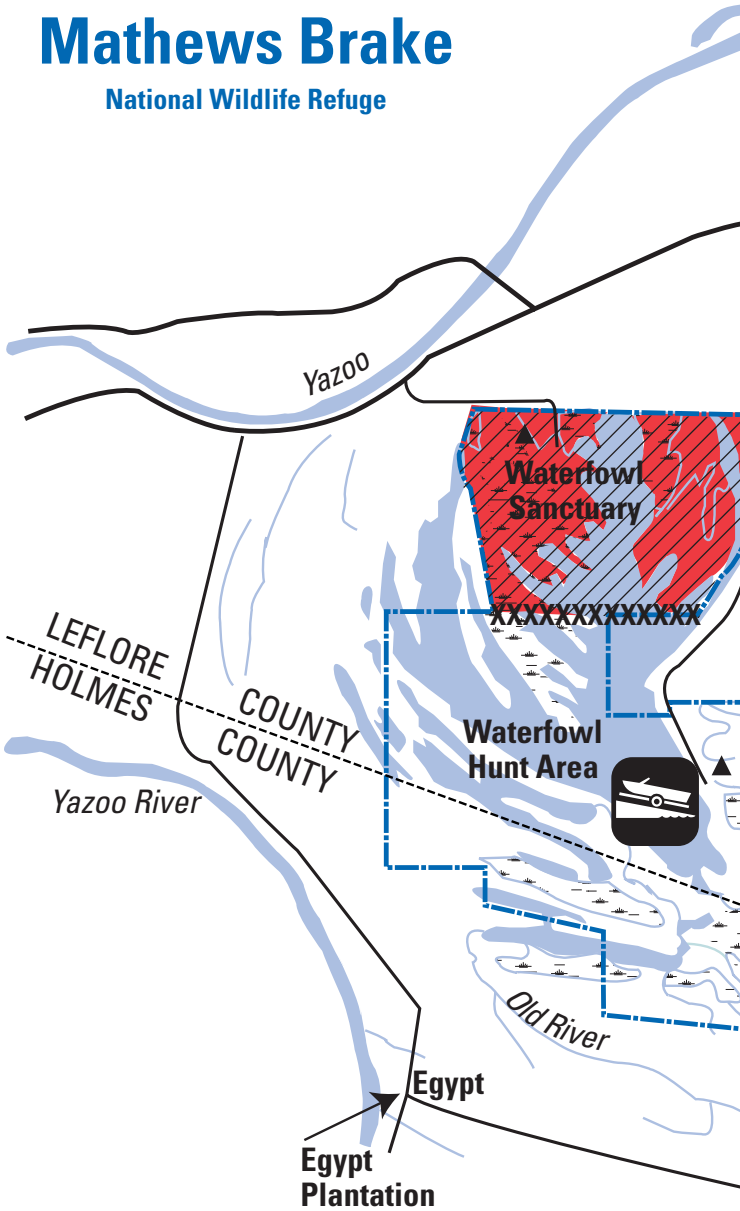 Mathews Brake
National Wildlife Refuge
Yazoo
Waterfowl
Sanctuary
XXXXXXXXXXXXX
LEFLORE
HOLMES
COUNTY
COUNTY
Waterfowl
Hunt Area
Yazoo River
Old River
Egypt
Egypt
Plantation